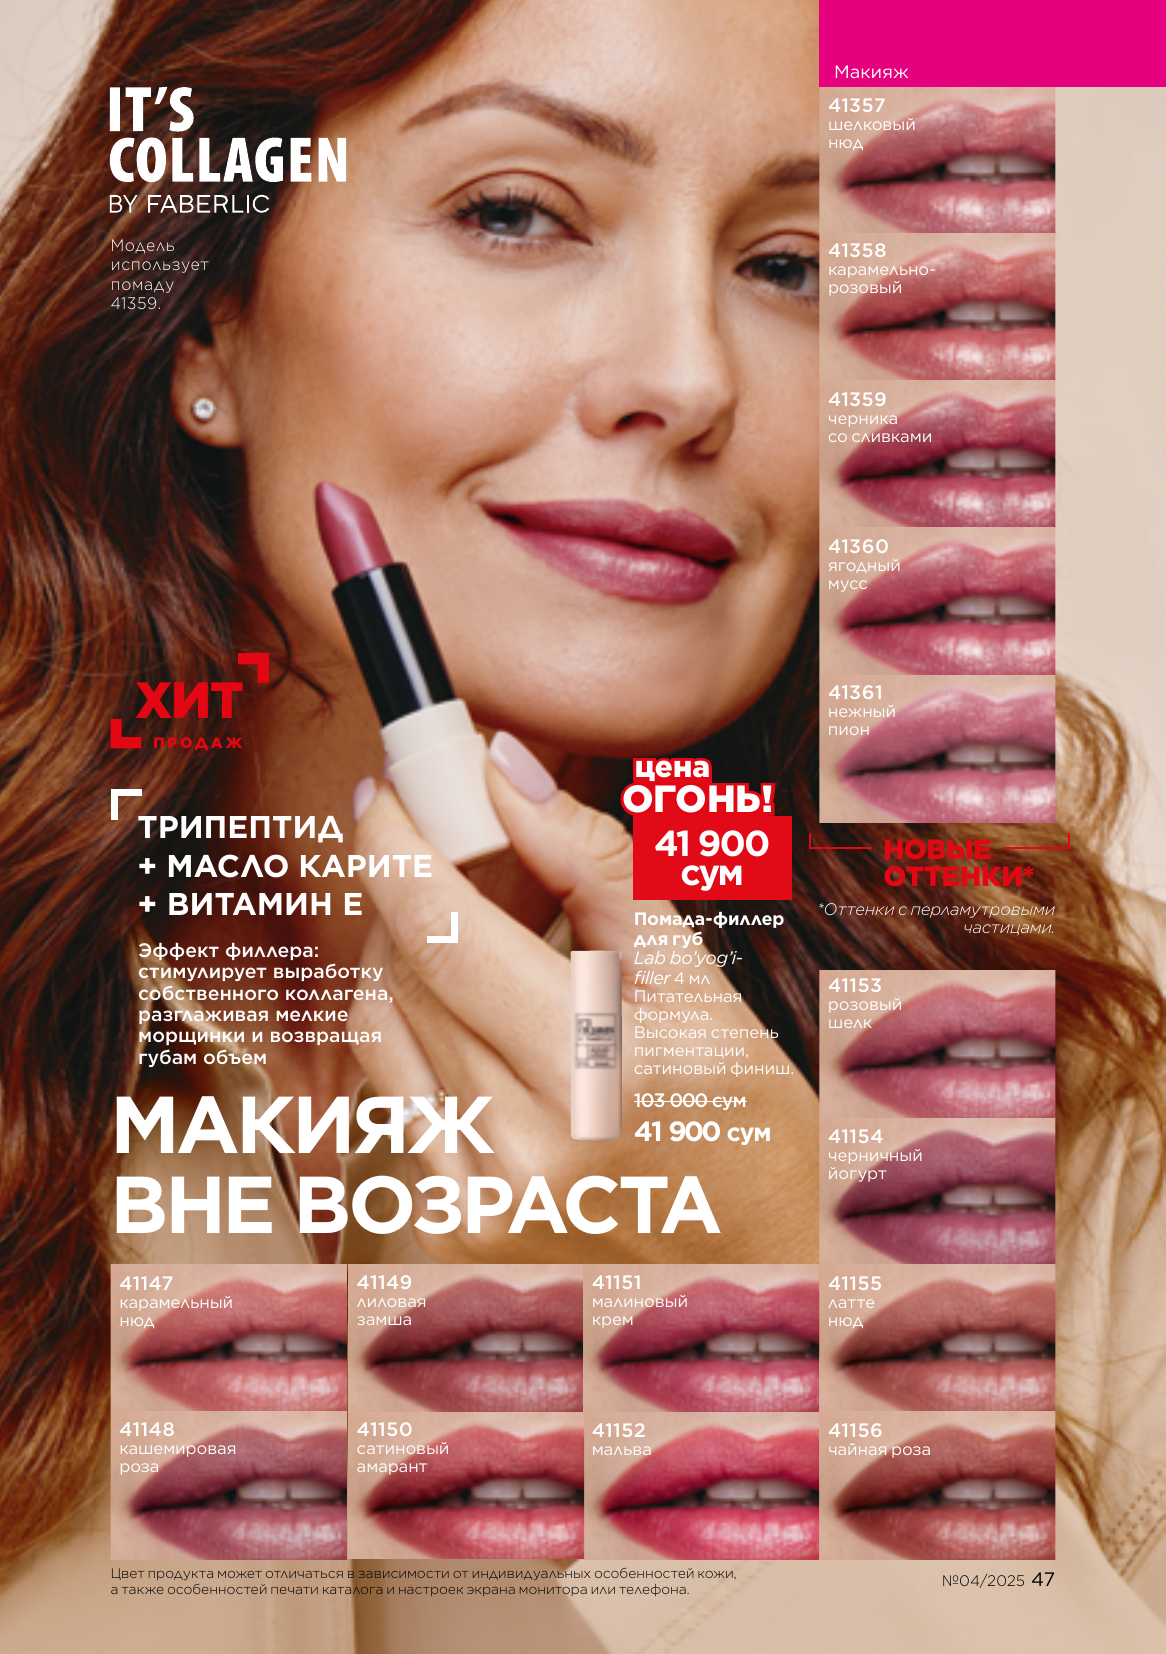 Макияж
IT'S
COLLAGEN
BY FABERLIC
Модель
использует
помаду
41359.
41357
шелковый
нюд
41358
карамельно-
розовый
41359
черника
со сливками
41360
ягодный
мусс
41361
нежный
пион
НОВЫЕ
ОТТЕНКИ*
*Оттенки с перламутровыми
частицами.
ХИТ
ПРОДАЖ
ТРИПЕПТИД
+ МАСЛО КАРИТЕ
+ ВИТАМИН Е
Эффект филлера:
стимулирует выработку
собственного коллагена,
разглаживая мелкие
морщинки и возвращая
губам объем
цена
ОГОНЬ!
41 900
сум
Помада-филлер
для губ
Lab bo'yog'i-
filler 4 мл
Питательная
формула.
Высокая степень
пигментации,
сатиновый финиш.
103 000 сум
41 900 сум
МАКИЯЖ
ВНЕ ВОЗРАСТА
41153
розовый
шелк
41154
черничный
йогурт
41147
карамельный
нюд
41149
лиловая
замша
41151
малиновый
крем
41155
латте
нюд
41148
кашемировая
роза
41150
сатиновый
амарант
41152
мальва
41156
чайная роза
Цвет продукта может отличаться в зависимости от индивидуальных особенностей кожи,
а также особенностей печати каталога и настроек экрана монитора или телефона.
№04/2025 47